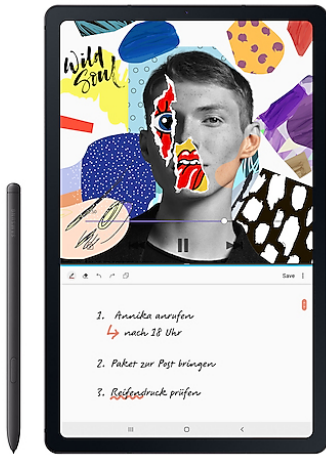 Wild
Soul
Save
1. Annika anrufen
↳ nach 18 Uhr
2. Paket zur Post bringen
3. Reifendruck prüfen